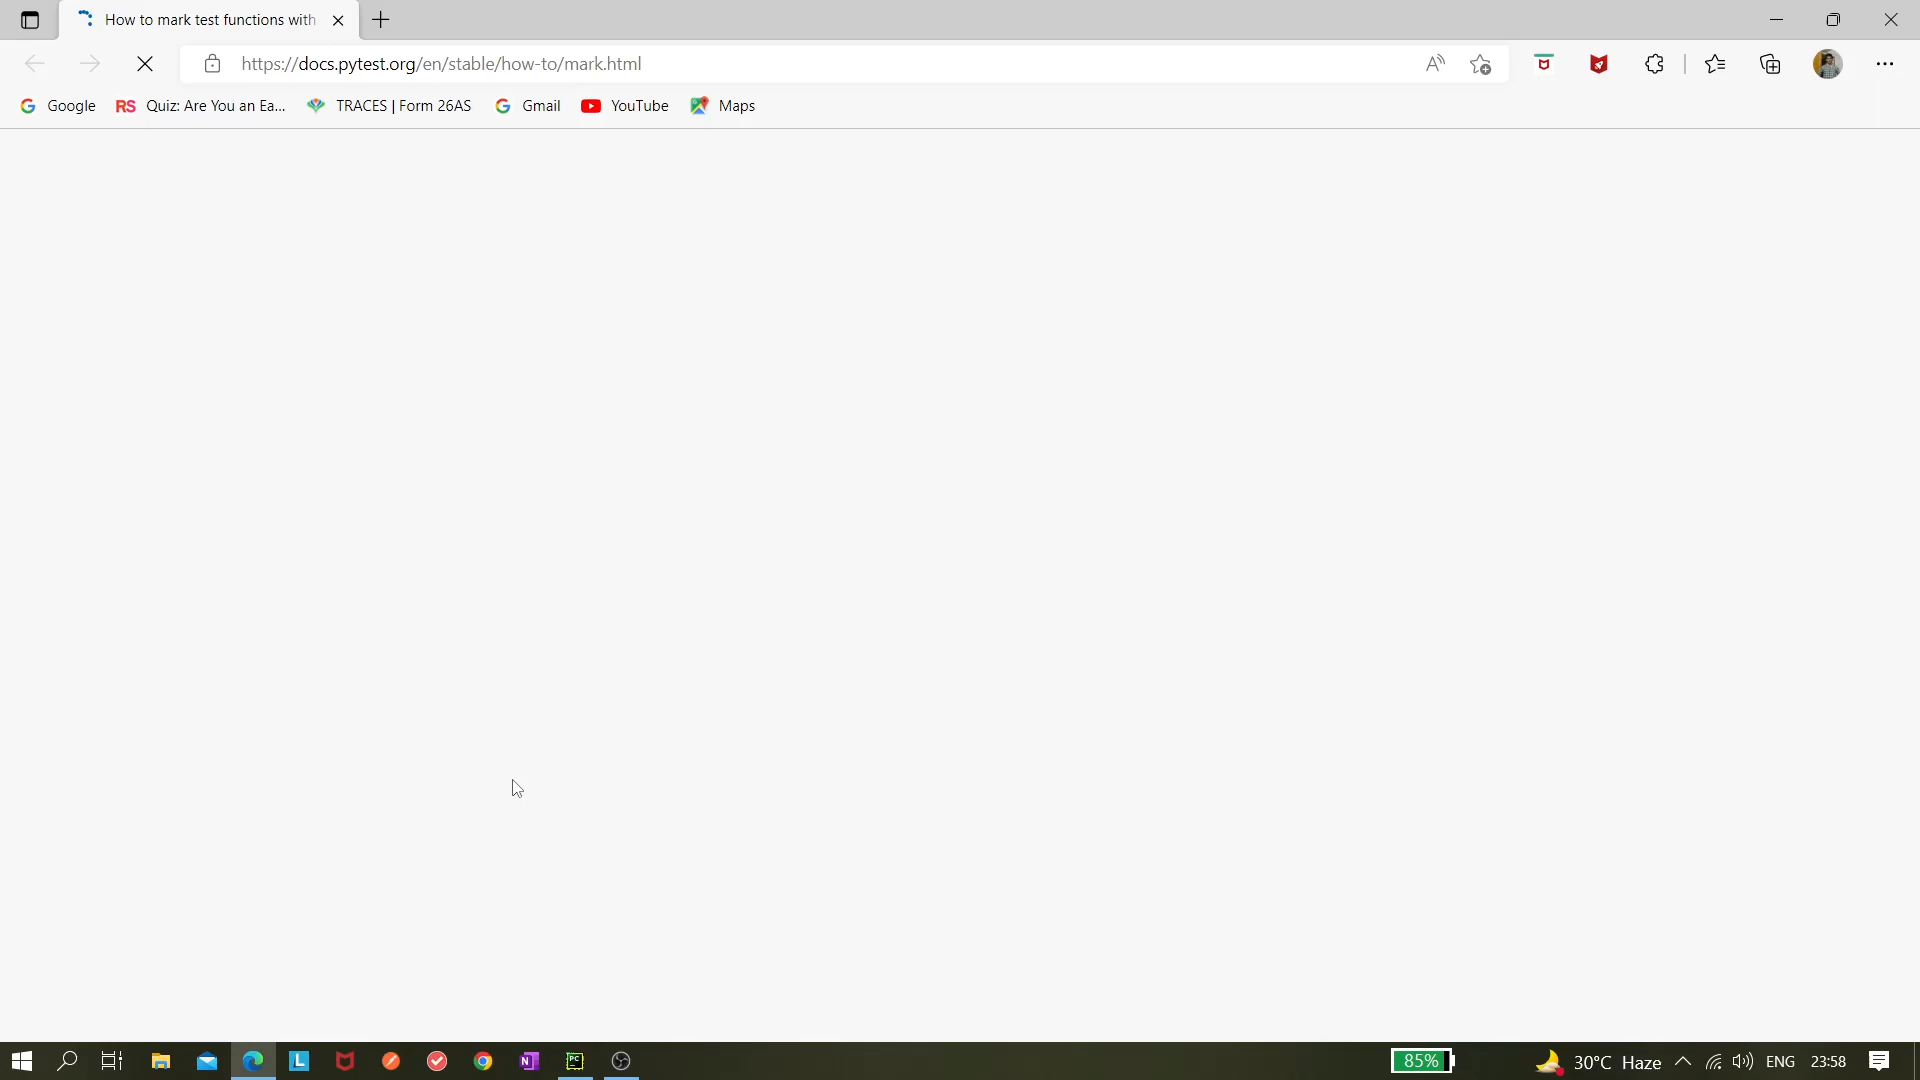 How to mark test functions with
https://docs.pytest.org/en/stable/how-to/mark.html
Google
RS Quiz: Are You an Ea...
TRACES | Form 26AS
Gmail
YouTube
Maps
85%
30°C Haze
ENG
23:58